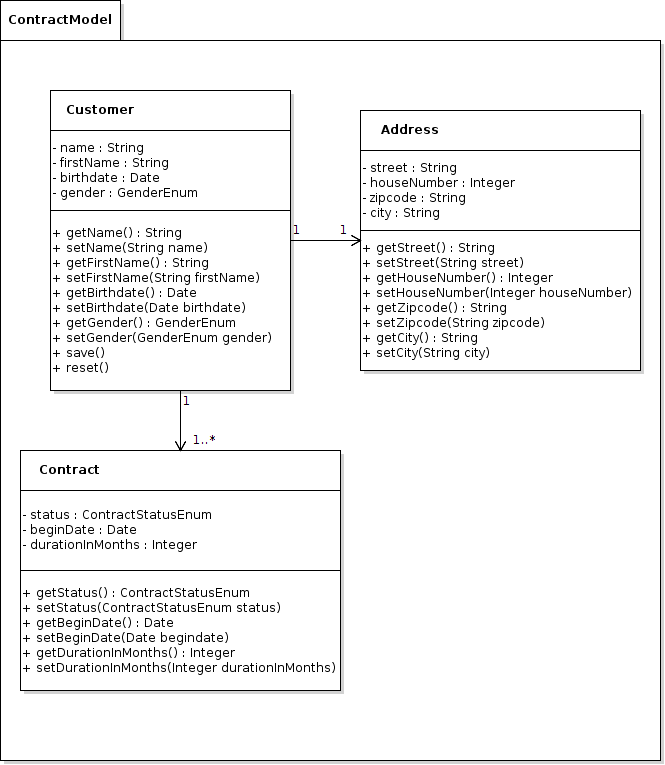 ContractModel
Customer
- name : String
- firstName : String
- birthdate : Date
- gender : GenderEnum
+ getName() : String
+ setName(String name)
+ getFirstName() : String
+ setFirstName(String firstName)
+ getBirthdate() : Date
+ setBirthdate(Date birthdate)
+ getGender() : GenderEnum
+ setGender(GenderEnum gender)
+ save()
+ reset()
1
1
Address
- street : String
- houseNumber : Integer
- zipcode : String
- city : String
+ getStreet() : String
+ setStreet(String street)
+ getHouseNumber() : Integer
+ setHouseNumber(Integer houseNumber)
+ getZipcode() : String
+ setZipcode(String zipcode)
+ getCity() : String
+ setCity(String city)
1
1..*
Contract
- status : ContractStatusEnum
- beginDate : Date
- durationInMonths : Integer
+ getStatus() : ContractStatusEnum
+ setStatus(ContractStatusEnum status)
+ getBeginDate() : Date
+ setBeginDate(Date begindate)
+ getDurationInMonths() : Integer
+ setDurationInMonths(Integer durationInMonths)